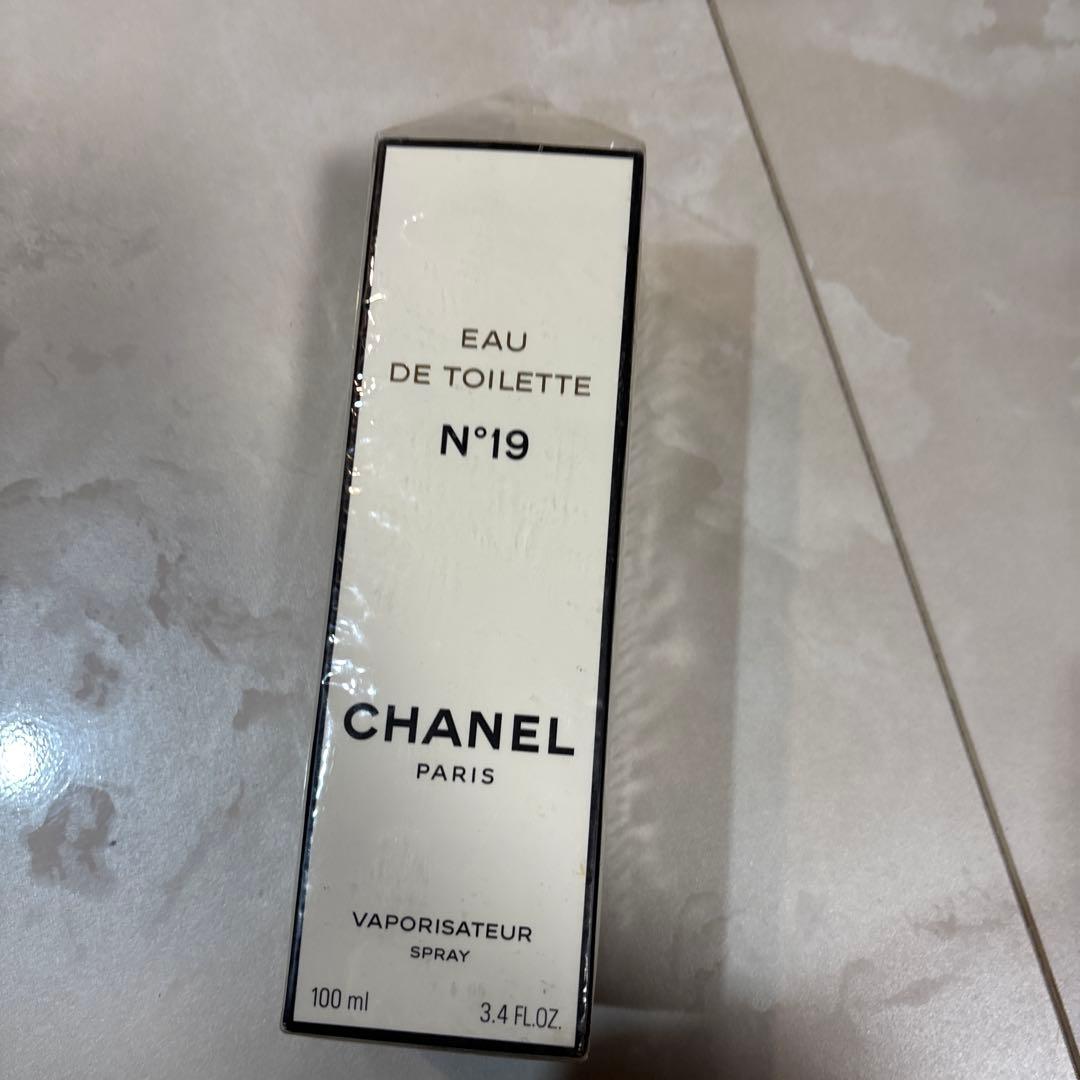 EAU
DE TOILETTE
N°19
CHANEL
PARIS
VAPORISATEUR
SPRAY
100 ml
3.4 FL.OZ.